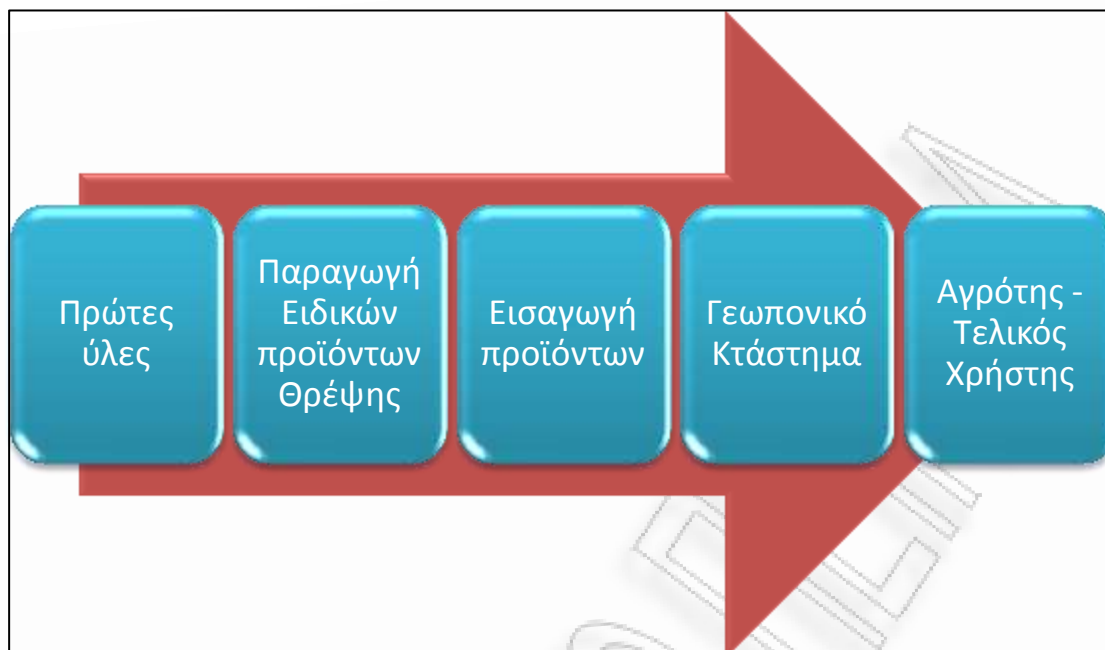 Πρώτες
ύλες
Παραγωγή
Ειδικών
προϊόντων
Θρέψης
Εισαγωγή
προϊόντων
Γεωπονικό
Κτάστημα
Αγρότης -
Τελικός
Χρήστης